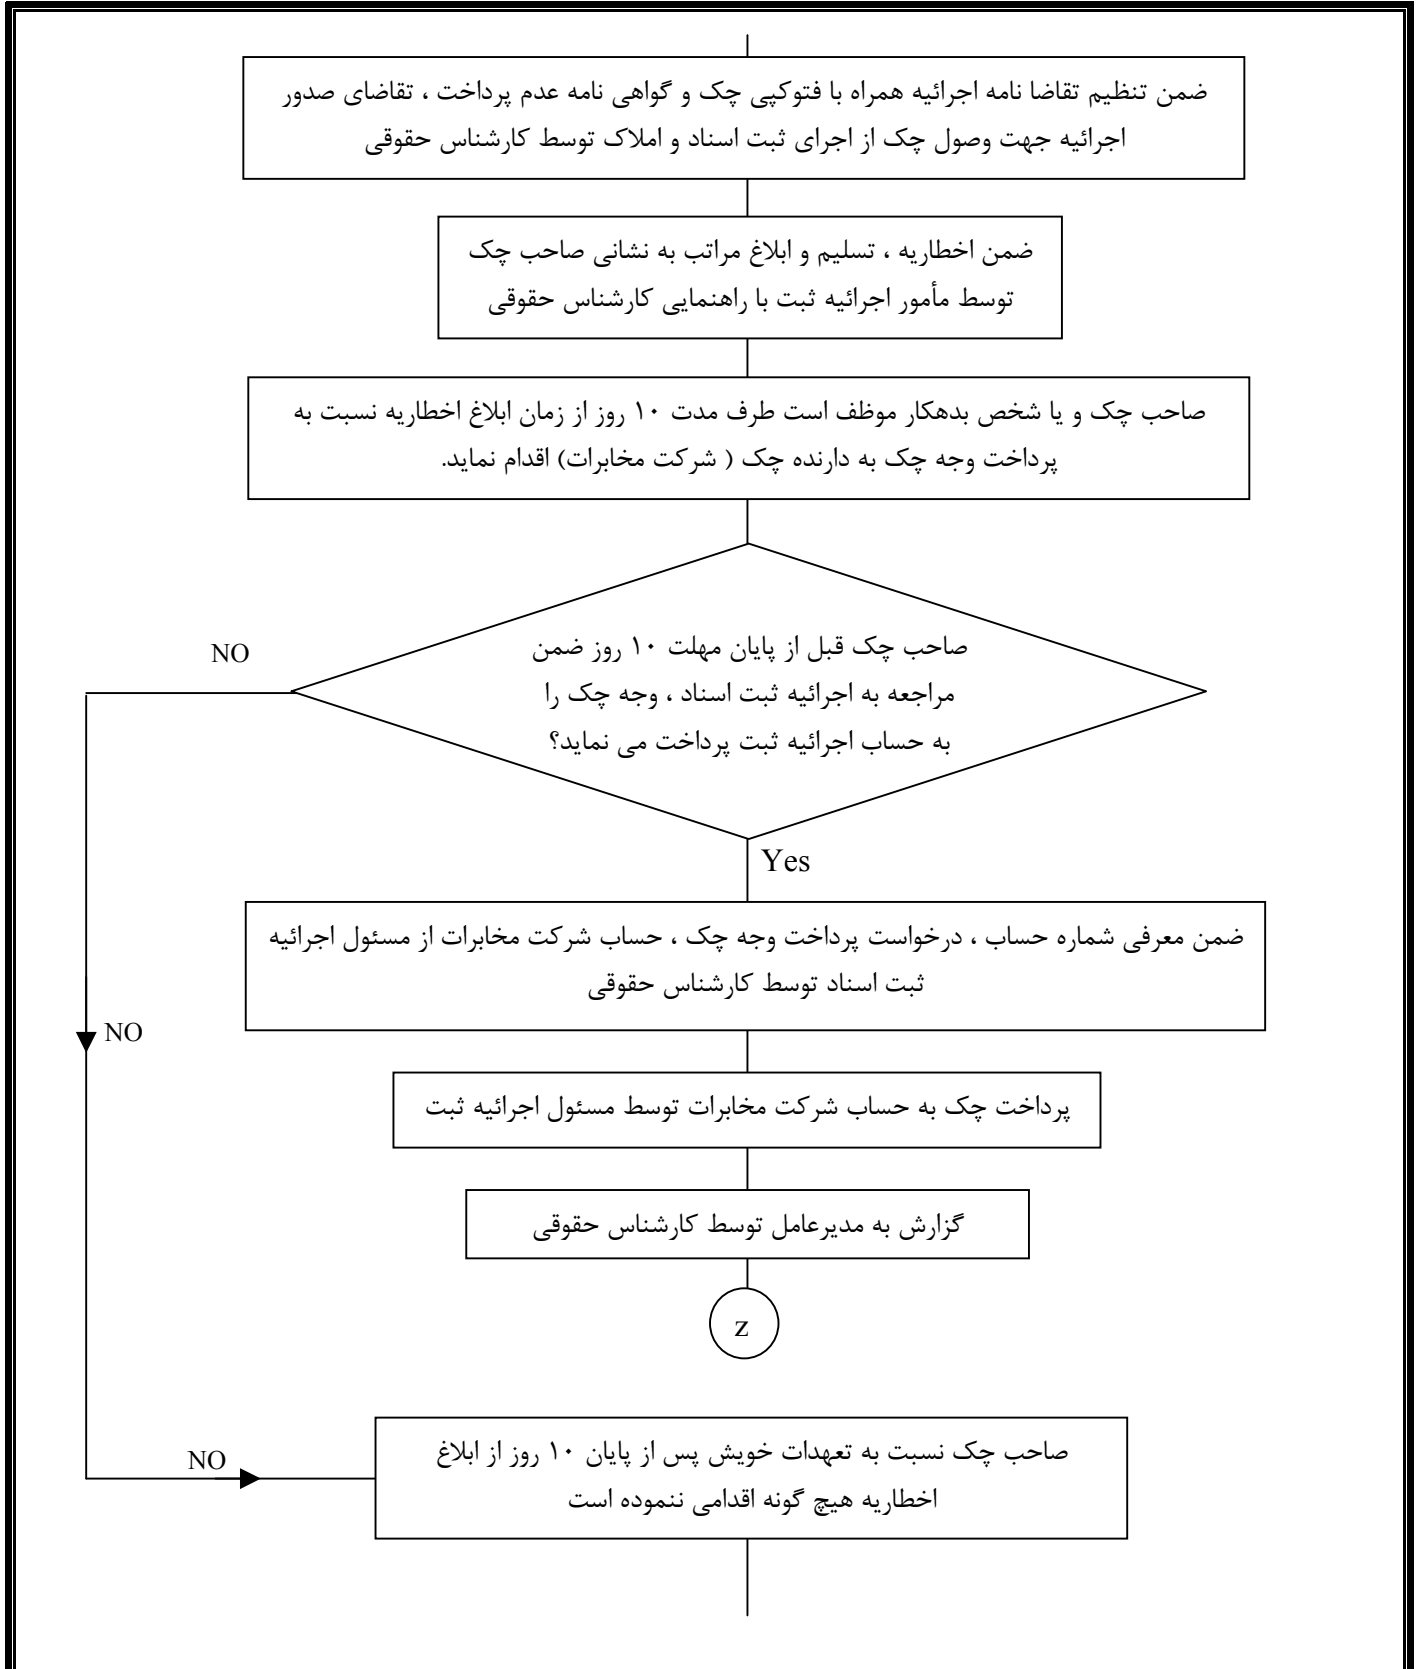 ضمن تنظیم تقاضا نامه اجرائیه همراه با فتوکپی چک و گواهی نامه عدم پرداخت ، تقاضای صدور
اجرائیه جهت وصول چک از اجرای ثبت اسناد و املاک توسط کارشناس حقوقی
ضمن اخطاریه ، تسلیم و ابلاغ مراتب به نشانی صاحب چک
توسط مأمور اجرائیه ثبت با راهنمایی کارشناس حقوقی
صاحب چک و یا شخص بدهکار موظف است طرف مدت ۱۰ روز از زمان ابلاغ اخطاریه نسبت به
پرداخت وجه چک به دارنده چک ( شرکت مخابرات) اقدام نماید.
صاحب چک قبل از پایان مهلت ۱۰ روز ضمن
مراجعه به اجرائیه ثبت اسناد ، وجه چک را
به حساب اجرائیه ثبت پرداخت می نماید؟
NO
Yes
ضمن معرفی شماره حساب ، درخواست پرداخت وجه چک ، حساب شرکت مخابرات از مسئول اجرائیه
ثبت اسناد توسط کارشناس حقوقی
NO
پرداخت چک به حساب شرکت مخابرات توسط مسئول اجرائیه ثبت
گزارش به مدیرعامل توسط کارشناس حقوقی
z
NO
صاحب چک نسبت به تعهدات خویش پس از پایان ۱۰ روز از ابلاغ
اخطاریه هیچ گونه اقدامی ننموده است